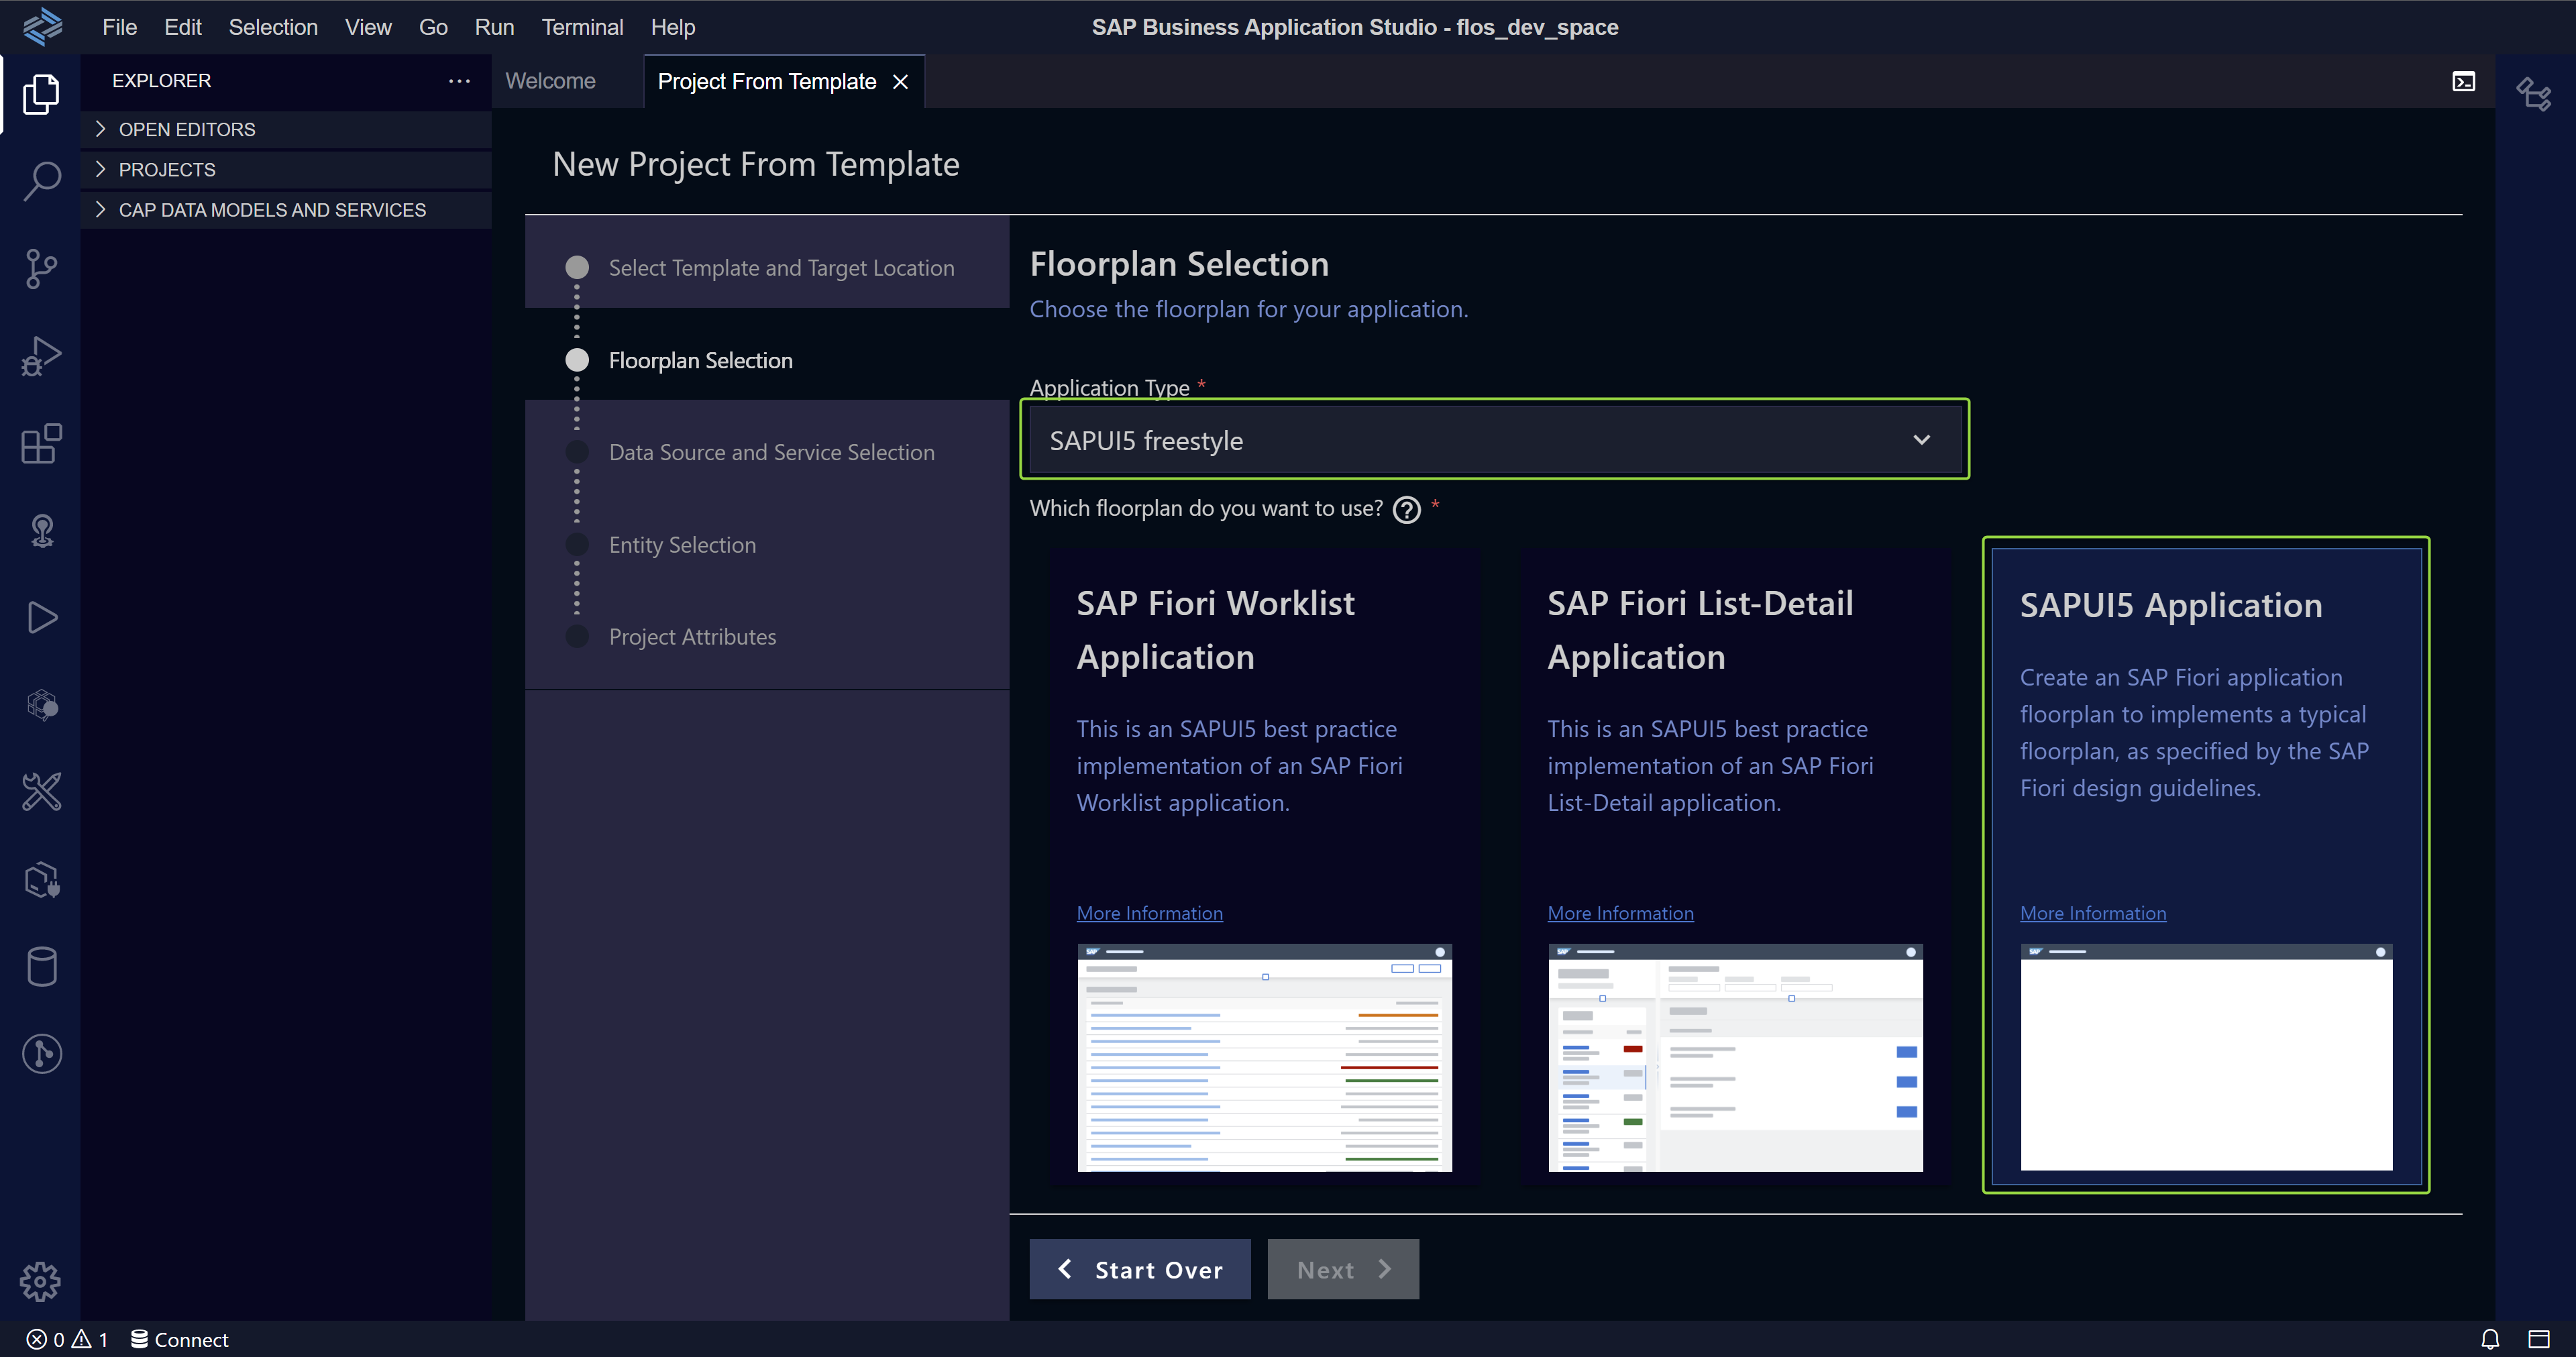 File Edit Selection View Go Run Terminal Help
SAP Business Application Studio - flos_dev_space
EXPLORER
OPEN EDITORS
PROJECTS
CAP DATA MODELS AND SERVICES
Welcome
Project From Template
New Project From Template
Select Template and Target Location
Floorplan Selection
Data Source and Service Selection
Entity Selection
Project Attributes
Floorplan Selection
Choose the floorplan for your application.
Application Type *
SAPUI5 freestyle
Which floorplan do you want to use? ? *
SAP Fiori Worklist
Application
This is an SAPUI5 best practice
implementation of an SAP Fiori
Worklist application.
More Information
SAP Fiori List-Detail
Application
This is an SAPUI5 best practice
implementation of an SAP Fiori
List-Detail application.
More Information
SAPUI5 Application
Create an SAP Fiori application
floorplan to implements a typical
floorplan, as specified by the SAP
Fiori design guidelines.
More Information
Start Over
Next
0 1 Connect